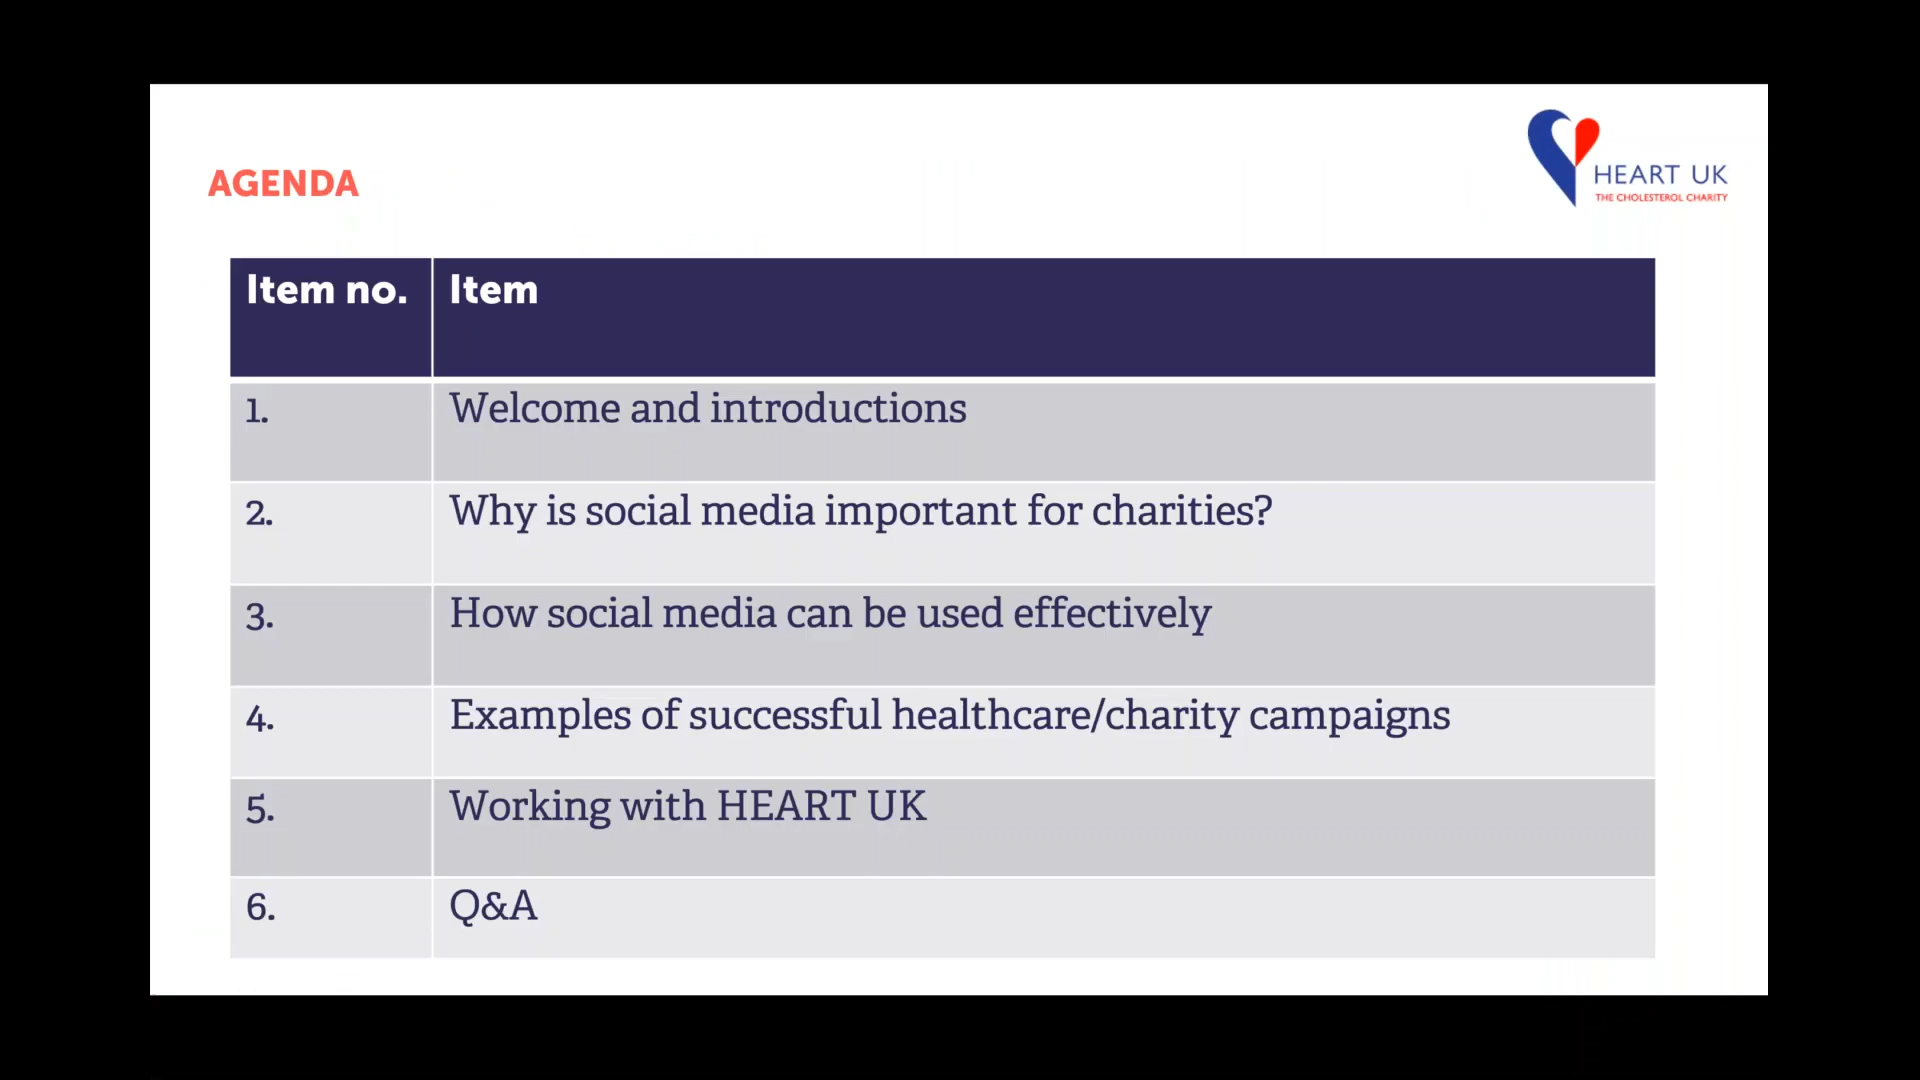 AGENDA
HEART UK
THE CHOLESTEROL CHARITY
Item no. Item
1. Welcome and introductions
2. Why is social media important for charities?
3. How social media can be used effectively
4. Examples of successful healthcare/charity campaigns
5. Working with HEART UK
6. Q&A